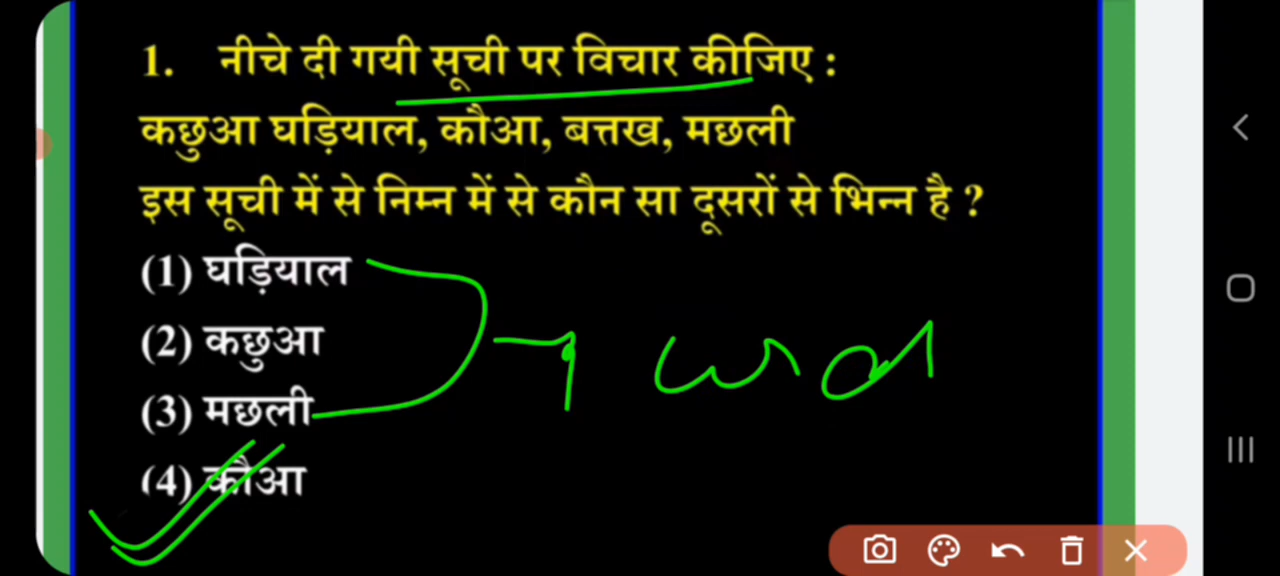 1. नीचे दी गयी सूची पर विचार कीजिए :
कछुआ घड़ियाल, कौआ, बत्तख, मछली
इस सूची में से निम्न में से कौन सा दूसरों से भिन्न है ?
(1) घड़ियाल
(2) कछुआ
(3) मछली
(4) कौआ